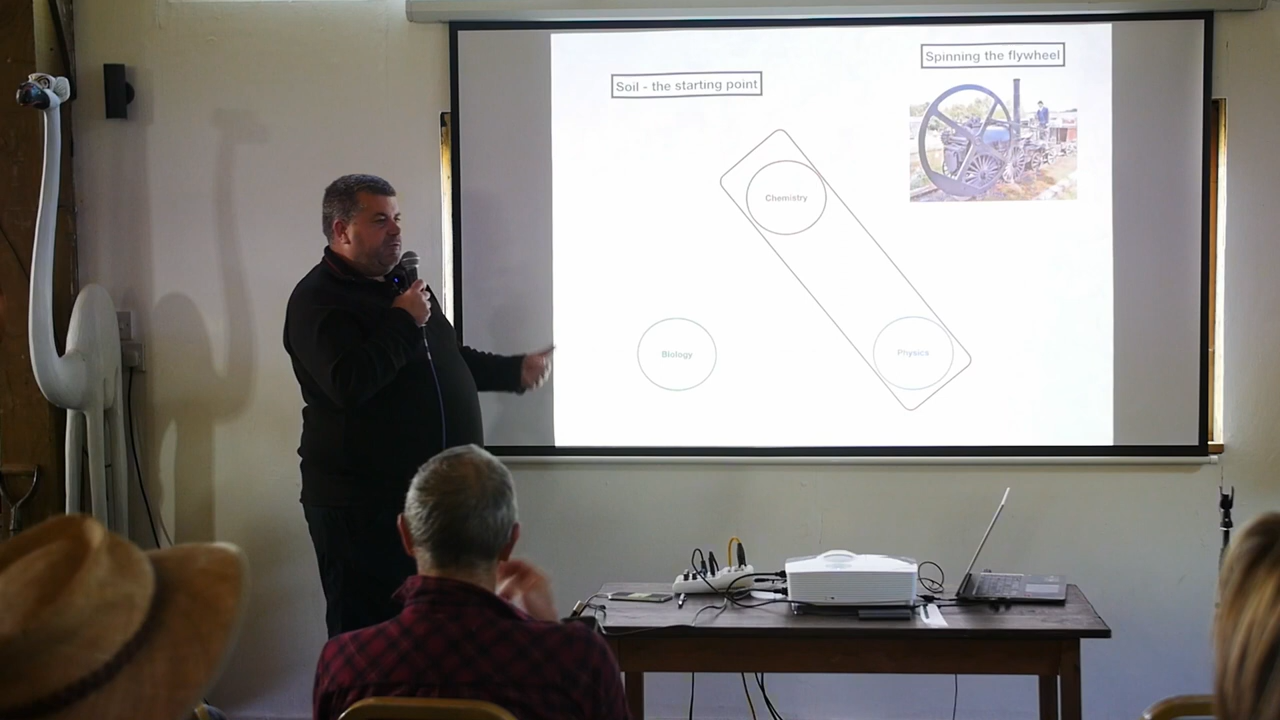 Spinning the flywheel
Soil - the starting point
Chemistry
Biology
Physics